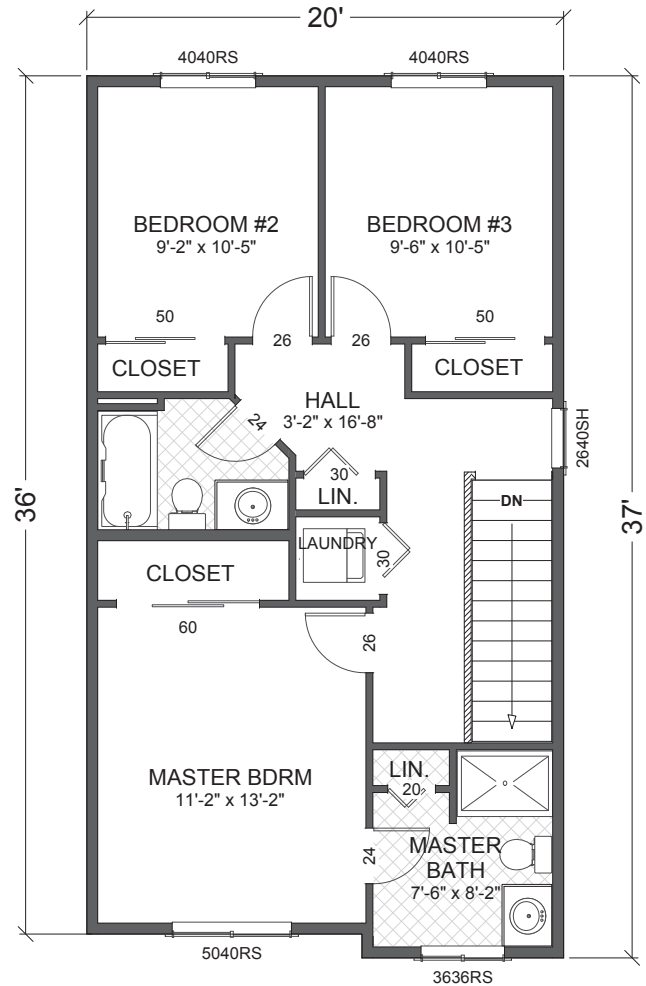 20'
4040RS
4040RS
BEDROOM #2
9'-2" x 10'-5"
BEDROOM #3
9'-6" x 10'-5"
50
26
26
50
CLOSET
CLOSET
24
HALL
3'-2" x 16'-8"
2640SH
30
LIN.
DN
36'
37'
LAUNDRY
30
CLOSET
60
26
MASTER BDRM
11'-2" x 13'-2"
LIN.
20
24
MASTER
BATH
7'-6" x 8'-2"
5040RS
3636RS